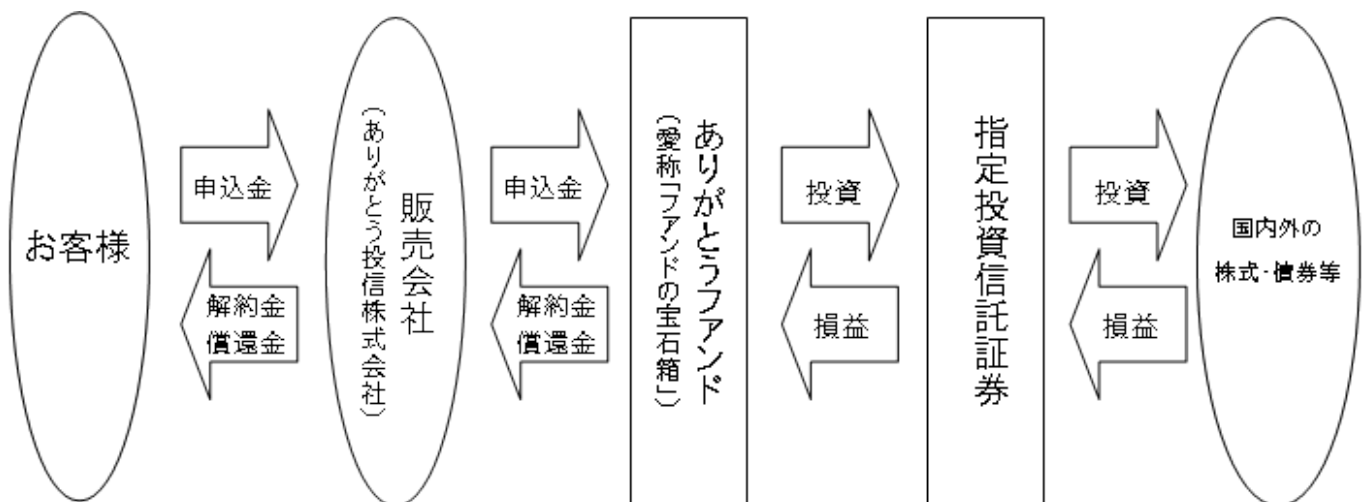 お客様
申込金
解約金
償還金
販売会社
(ありがとう投信株式会社)
申込金
解約金
償還金
ありがとうファンド
(愛称「ファンドの宝石箱」)
投資
損益
指定投資信託証券
投資
損益
国内外の
株式・債券等